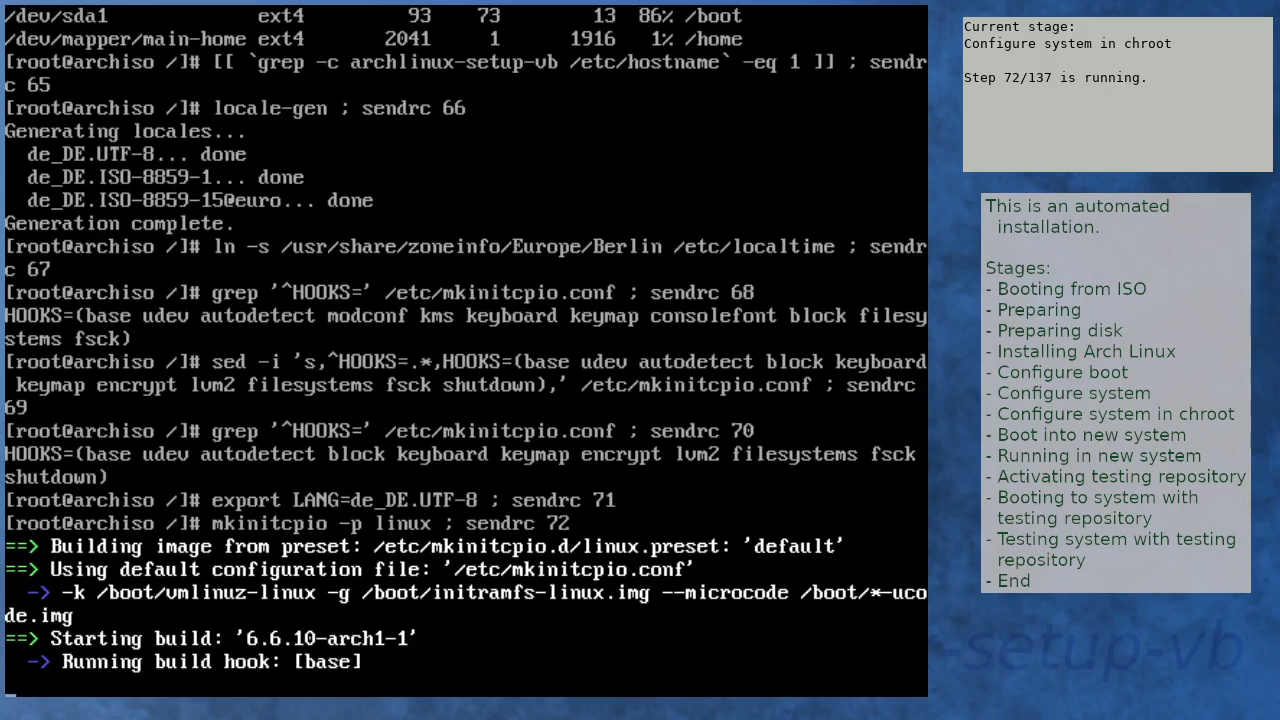 /dev/sda1             ext4         93    73        13  86% /boot
/dev/mapper/main-home ext4       2041     1      1916   1% /home
[root@archiso /]# [[ `grep -c archlinux-setup-vb /etc/hostname` -eq 1 ]] ; sendr
c 65
[root@archiso /]# locale-gen ; sendrc 66
Generating locales...
  de_DE.UTF-8... done
  de_DE.ISO-8859-1... done
  de_DE.ISO-8859-15@euro... done
Generation complete.
[root@archiso /]# ln -s /usr/share/zoneinfo/Europe/Berlin /etc/localtime ; sendr
c 67
[root@archiso /]# grep '^HOOKS=' /etc/mkinitcpio.conf ; sendrc 68
HOOKS=(base udev autodetect modconf kms keyboard keymap consolefont block filesy
stems fsck)
[root@archiso /]# sed -i 's,^HOOKS=.*,HOOKS=(base udev autodetect block keyboard
 keymap encrypt lvm2 filesystems fsck shutdown),' /etc/mkinitcpio.conf ; sendrc
69
[root@archiso /]# grep '^HOOKS=' /etc/mkinitcpio.conf ; sendrc 70
HOOKS=(base udev autodetect block keyboard keymap encrypt lvm2 filesystems fsck
shutdown)
[root@archiso /]# export LANG=de_DE.UTF-8 ; sendrc 71
[root@archiso /]# mkinitcpio -p linux ; sendrc 72
==> Building image from preset: /etc/mkinitcpio.d/linux.preset: 'default'
==> Using default configuration file: '/etc/mkinitcpio.conf'
  -> -k /boot/vmlinuz-linux -g /boot/initramfs-linux.img --microcode /boot/*-uco
de.img
==> Starting build: '6.6.10-arch1-1'
  -> Running build hook: [base]
Current stage:
Configure system in chroot
Step 72/137 is running.
This is an automated
installation.
Stages:
- Booting from ISO
- Preparing
- Preparing disk
- Installing Arch Linux
- Configure boot
- Configure system
- Configure system in chroot
- Boot into new system
- Running in new system
- Activating testing repository
- Booting to system with
testing repository
- Testing system with testing
repository
- End
-setup-vb